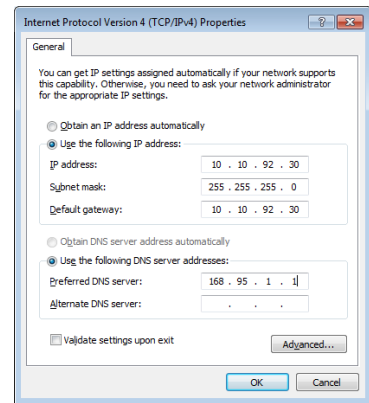 Internet Protocol Version 4 (TCP/IPv4) Properties
General
You can get IP settings assigned automatically if your network supports
this capability. Otherwise, you need to ask your network administrator
for the appropriate IP settings.
Obtain an IP address automatically
Use the following IP address:
IP address: 10 . 10 . 92 . 30
Subnet mask: 255 . 255 . 255 . 0
Default gateway: 10 . 10 . 92 . 30
Obtain DNS server address automatically
Use the following DNS server addresses:
Preferred DNS server: 168 . 95 . 1 . 1
Alternate DNS server: . . .
Validate settings upon exit
Advanced...
OK Cancel